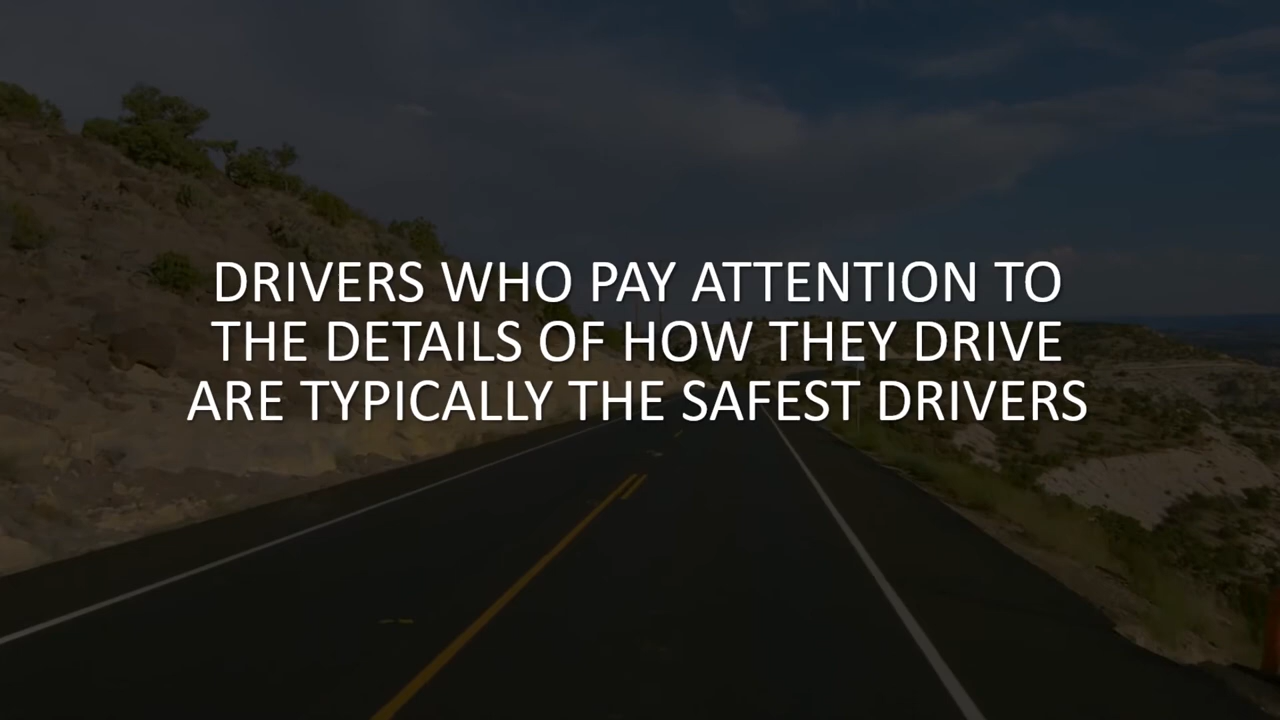 DRIVERS WHO PAY ATTENTION TO
THE DETAILS OF HOW THEY DRIVE
ARE TYPICALLY THE SAFEST DRIVERS